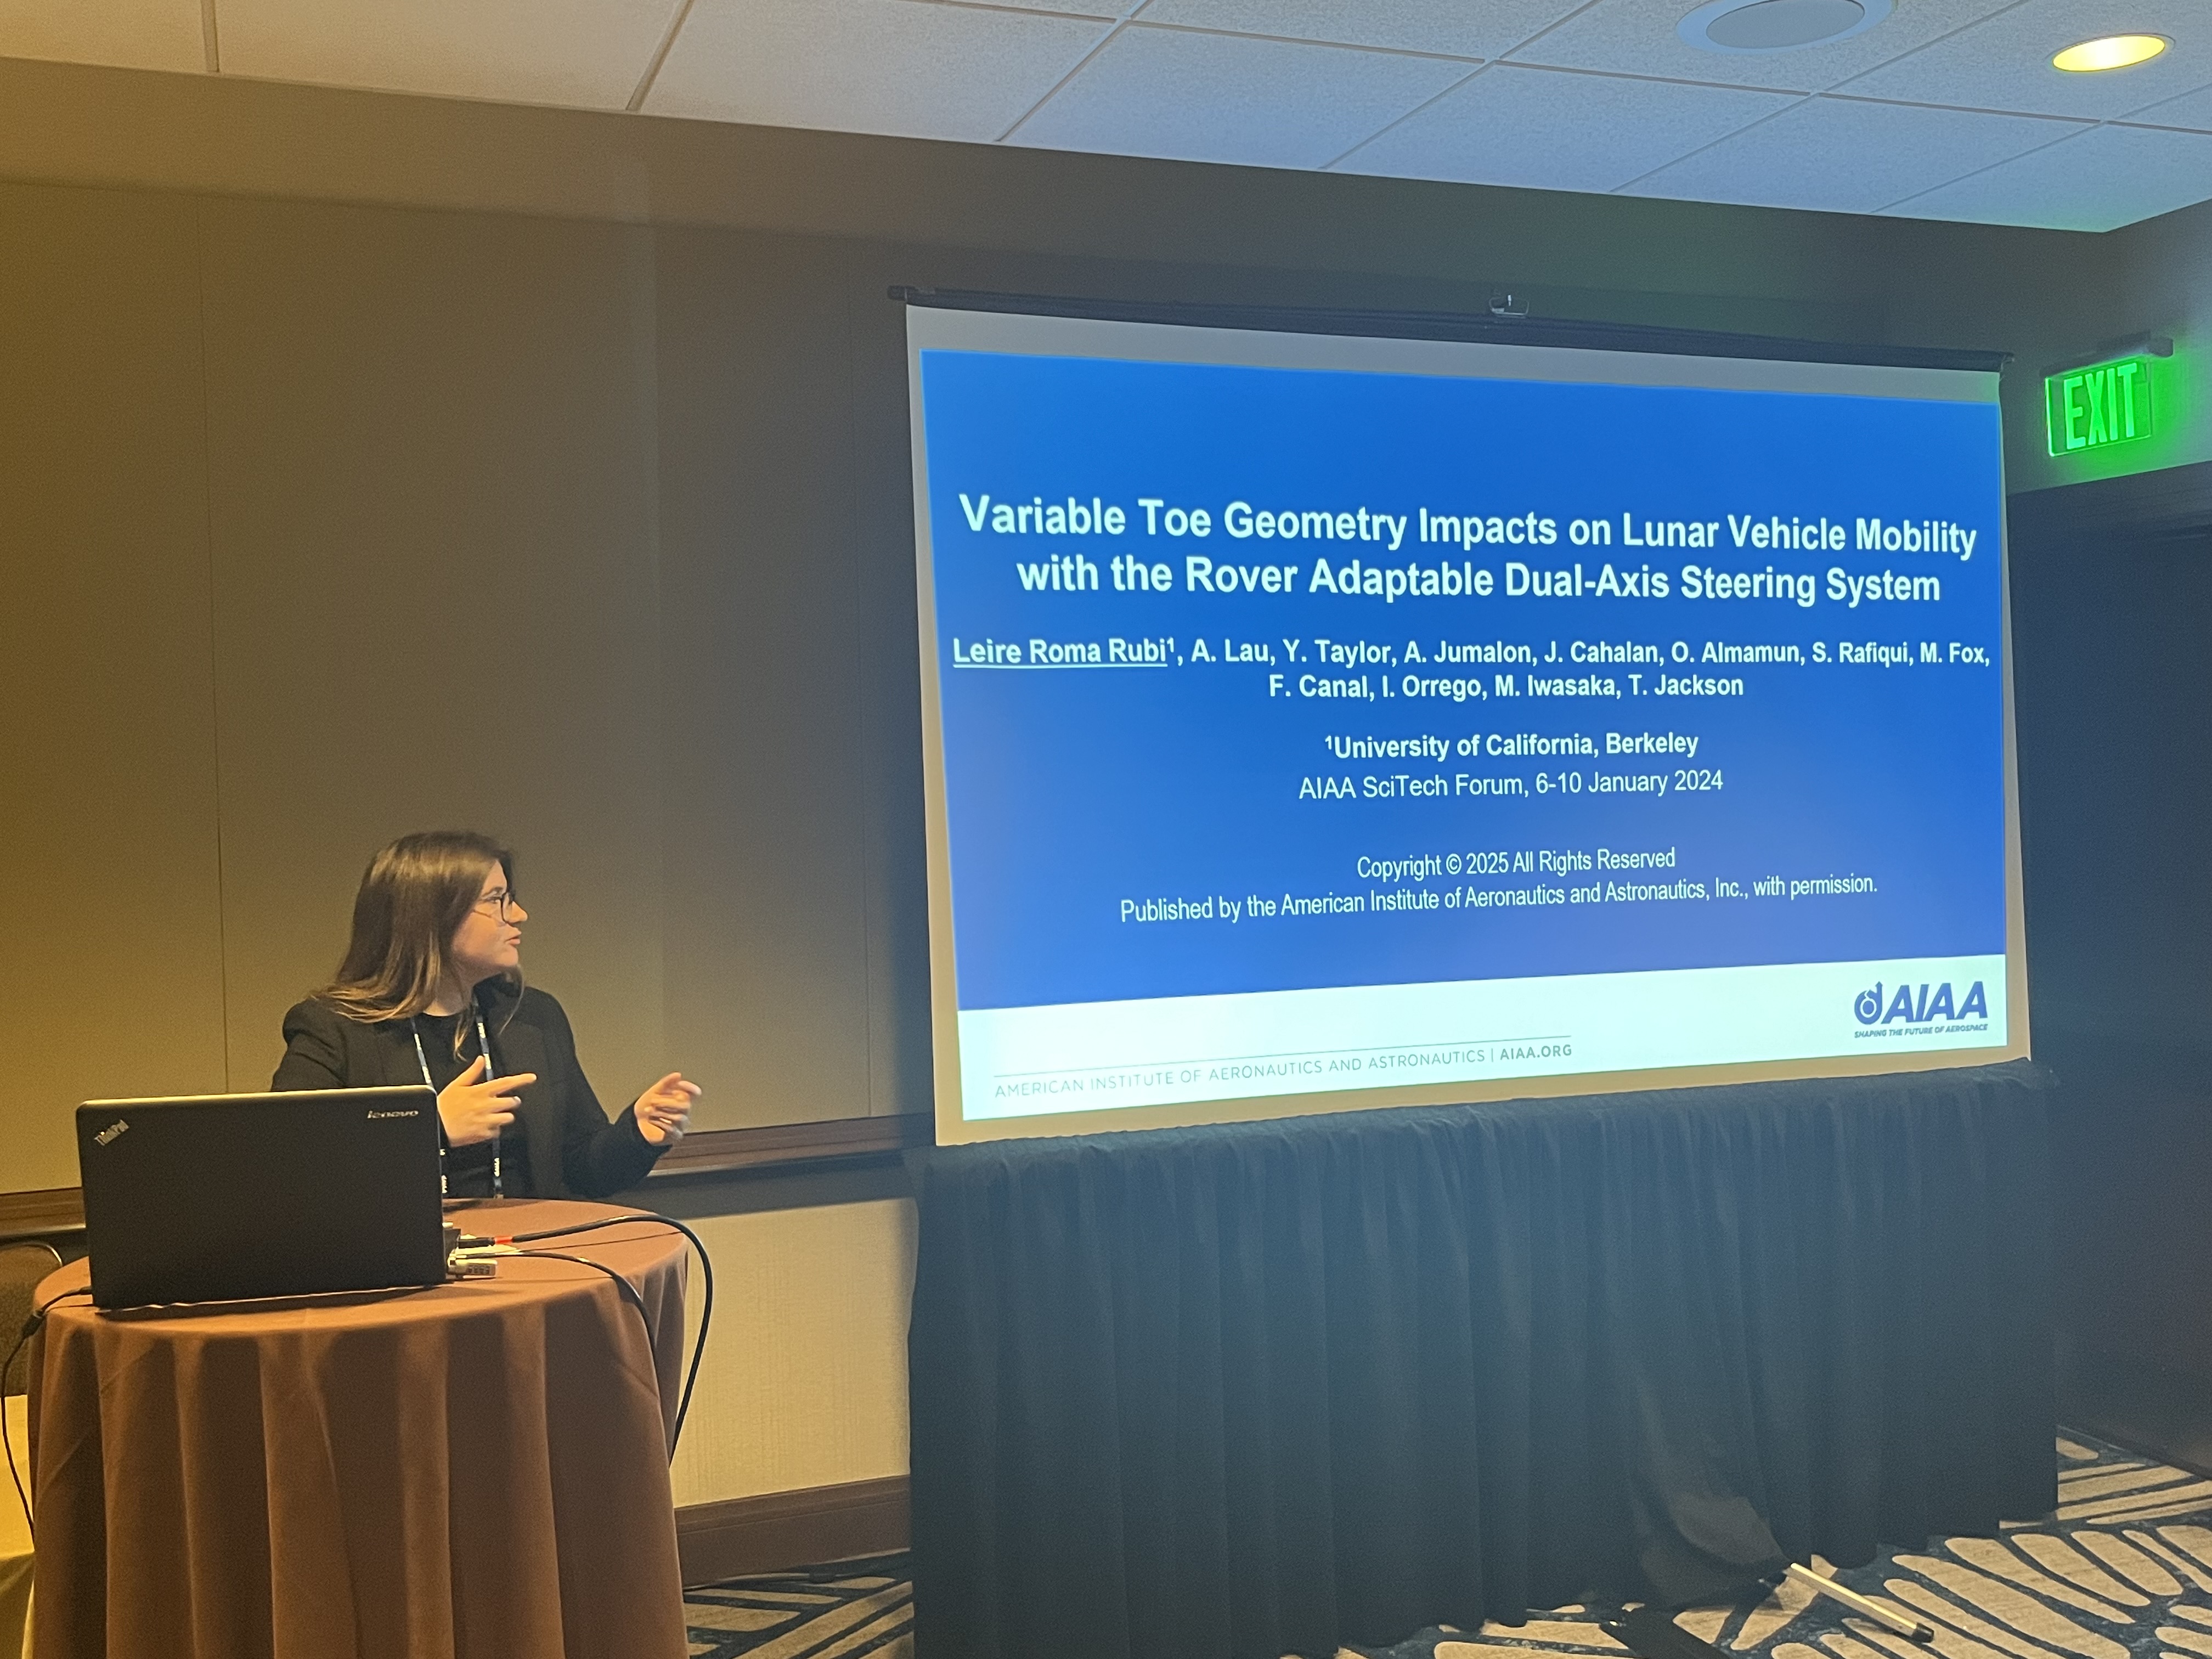 EXIT
Variable Toe Geometry Impacts on Lunar Vehicle Mobility
with the Rover Adaptable Dual-Axis Steering System
Leire Roma Rubi¹, A. Lau, Y. Taylor, A. Jumalon, J. Cahalan, O. Almamun, S. Rafiqui, M. Fox,
F. Canal, I. Orrego, M. Iwasaka, T. Jackson
¹University of California, Berkeley
AIAA SciTech Forum, 6-10 January 2024
Copyright © 2025 All Rights Reserved
Published by the American Institute of Aeronautics and Astronautics, Inc., with permission.
AIAA
SHAPING THE FUTURE OF AEROSPACE
AMERICAN INSTITUTE OF AERONAUTICS AND ASTRONAUTICS | AIAA.ORG
lenovo
ThinkPad